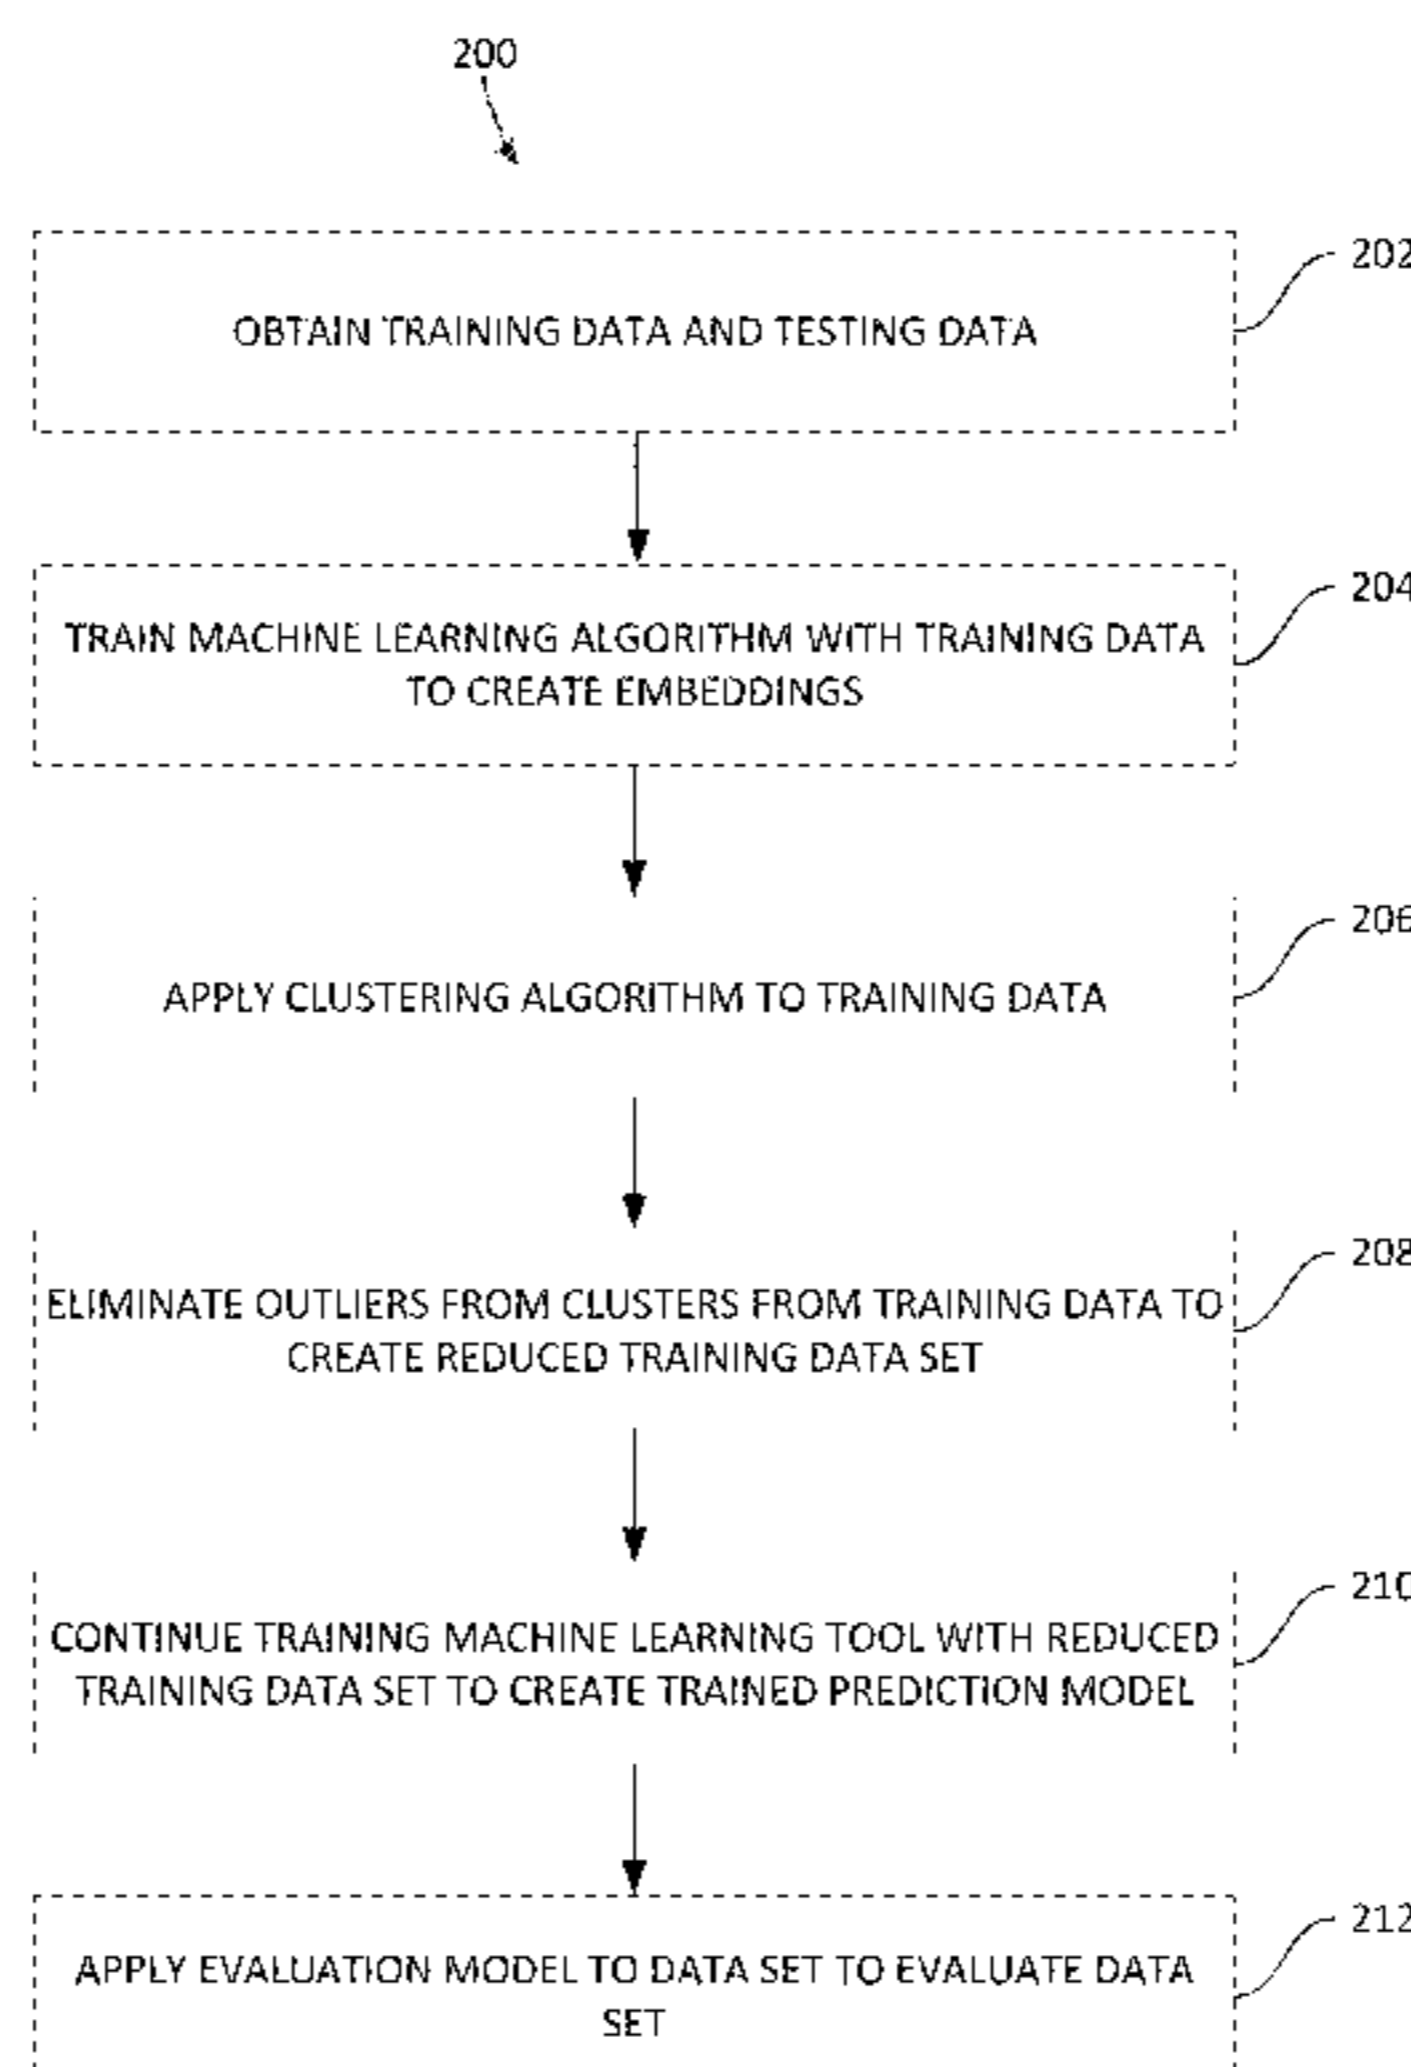 200
202
OBTAIN TRAINING DATA AND TESTING DATA
204
TRAIN MACHINE LEARNING ALGORITHM WITH TRAINING DATA
TO CREATE EMBEDDINGS
206
APPLY CLUSTERING ALGORITHM TO TRAINING DATA
208
ELIMINATE OUTLIERS FROM CLUSTERS FROM TRAINING DATA TO
CREATE REDUCED TRAINING DATA SET
210
CONTINUE TRAINING MACHINE LEARNING TOOL WITH REDUCED
TRAINING DATA SET TO CREATE TRAINED PREDICTION MODEL
212
APPLY EVALUATION MODEL TO DATA SET TO EVALUATE DATA
SET